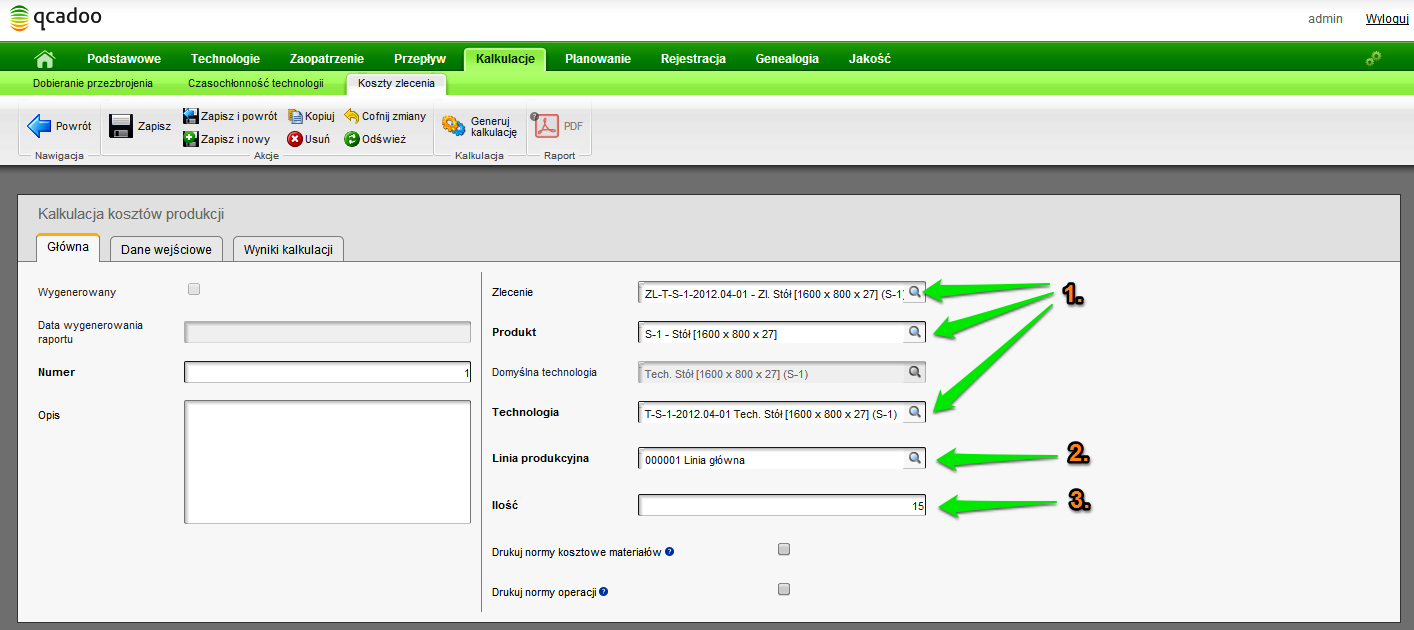 qcadoo
admin Wyloguj
Podstawowe Technologie Zaopatrzenie Przepływ Kalkulacje Planowanie Rejestracja Genealogia Jakość
Dobieranie przezbrojenia Czasochłonność technologii Koszty zlecenia
Powrót
Nawigacja
Zapisz
Zapisz i powrót Kopiuj Cofnij zmiany
Zapisz i nowy Usuń Odśwież
Akcje
Generuj
kalkulację
Kalkulacja
? PDF
Raport
Kalkulacja kosztów produkcji
Główna Dane wejściowe Wyniki kalkulacji
Wygenerowany
Data wygenerowania
raportu
Numer 1
Opis
Zlecenie ZL-T-S-1-2012.04-01 - Zl. Stół [1600 x 800 x 27] (S-1)
1.
Produkt S-1 - Stół [1600 x 800 x 27]
Domyślna technologia Tech. Stół [1600 x 800 x 27] (S-1)
Technologia T-S-1-2012.04-01 Tech. Stół [1600 x 800 x 27] (S-1)
Linia produkcyjna 000001 Linia główna 2.
Ilość 15 3.
Drukuj normy kosztowe materiałów ?
Drukuj normy operacji ?